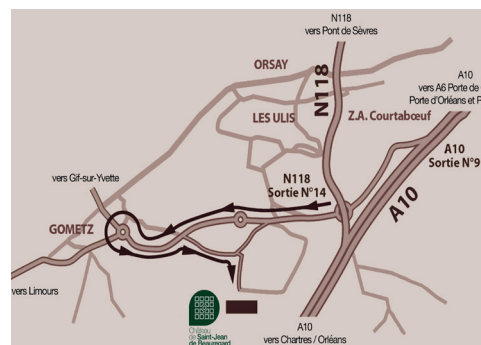 N118
vers Pont de Sèvres
A10
vers A6 Porte de
Porte d'Orléans et P
ORSAY
N118
LES ULIS
Z.A. Courtabœuf
A10
Sortie N°9
vers Gif-sur-Yvette
N118
Sortie N°14
A10
GOMETZ
vers Limours
Château
de Saint-Jean
de Beauregard
A10
vers Chartres / Orléans